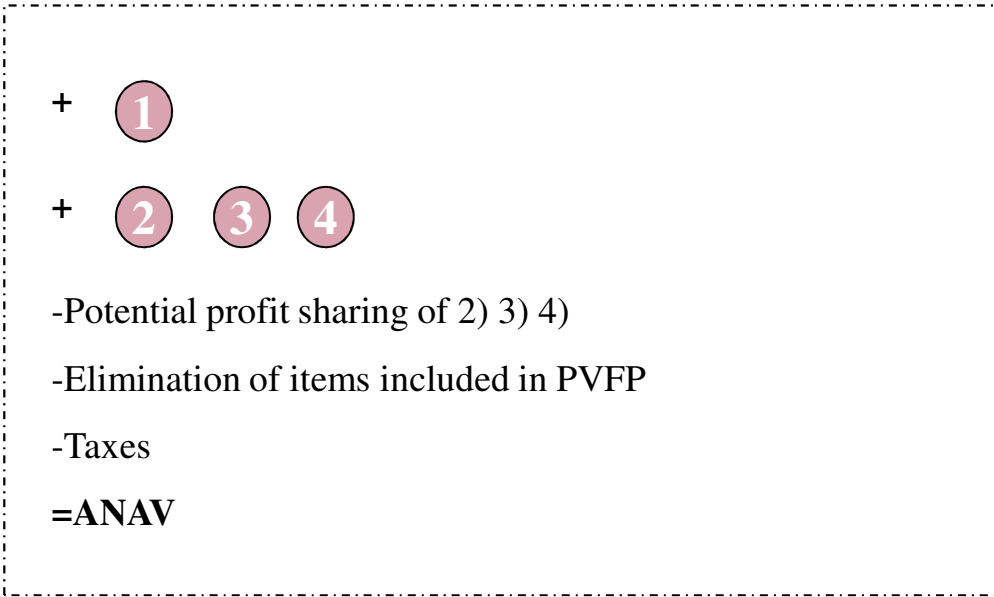 + 1
+ 2 3 4
-Potential profit sharing of 2) 3) 4)
-Elimination of items included in PVFP
-Taxes
=ANAV